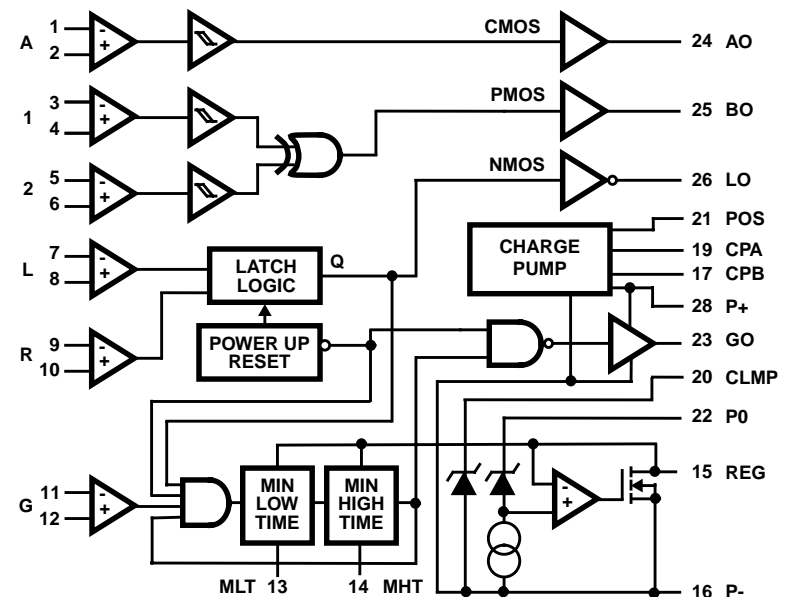 A 1 - + 2 CMOS 24 AO
1 3 - + 4 PMOS 25 BO
2 5 - + 6 NMOS 26 LO
21 POS
CHARGE PUMP 19 CPA
17 CPB
28 P+
L 7 - + 8 LATCH LOGIC Q
R 9 - + 10 POWER UP RESET 23 GO
20 CLMP
22 P0
G 11 - + 12 MIN LOW TIME MIN HIGH TIME - + 15 REG
MLT 13 14 MHT 16 P-